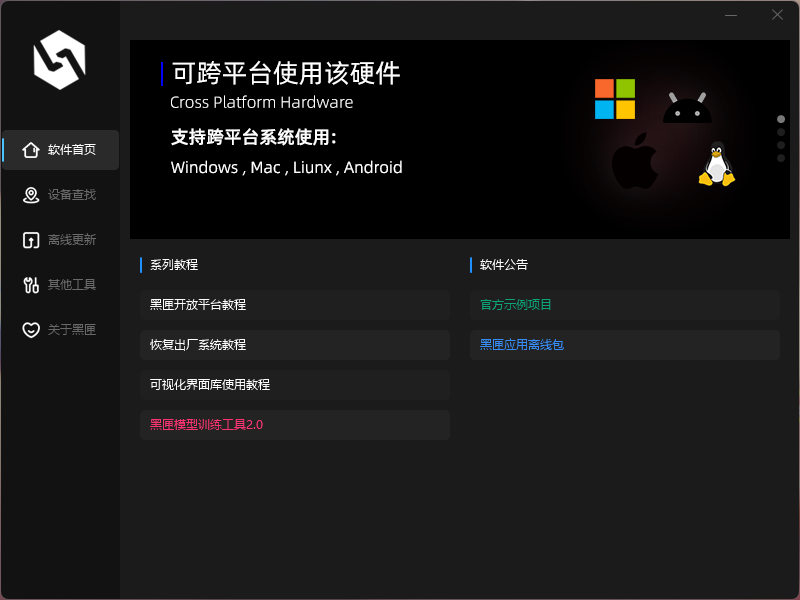 可跨平台使用该硬件
Cross Platform Hardware
支持跨平台系统使用：
Windows , Mac , Liunx , Android
软件首页
设备查找
离线更新
其他工具
关于黑匣
系列教程
黑匣开放平台教程
恢复出厂系统教程
可视化界面库使用教程
黑匣模型训练工具2.0
软件公告
官方示例项目
黑匣应用离线包